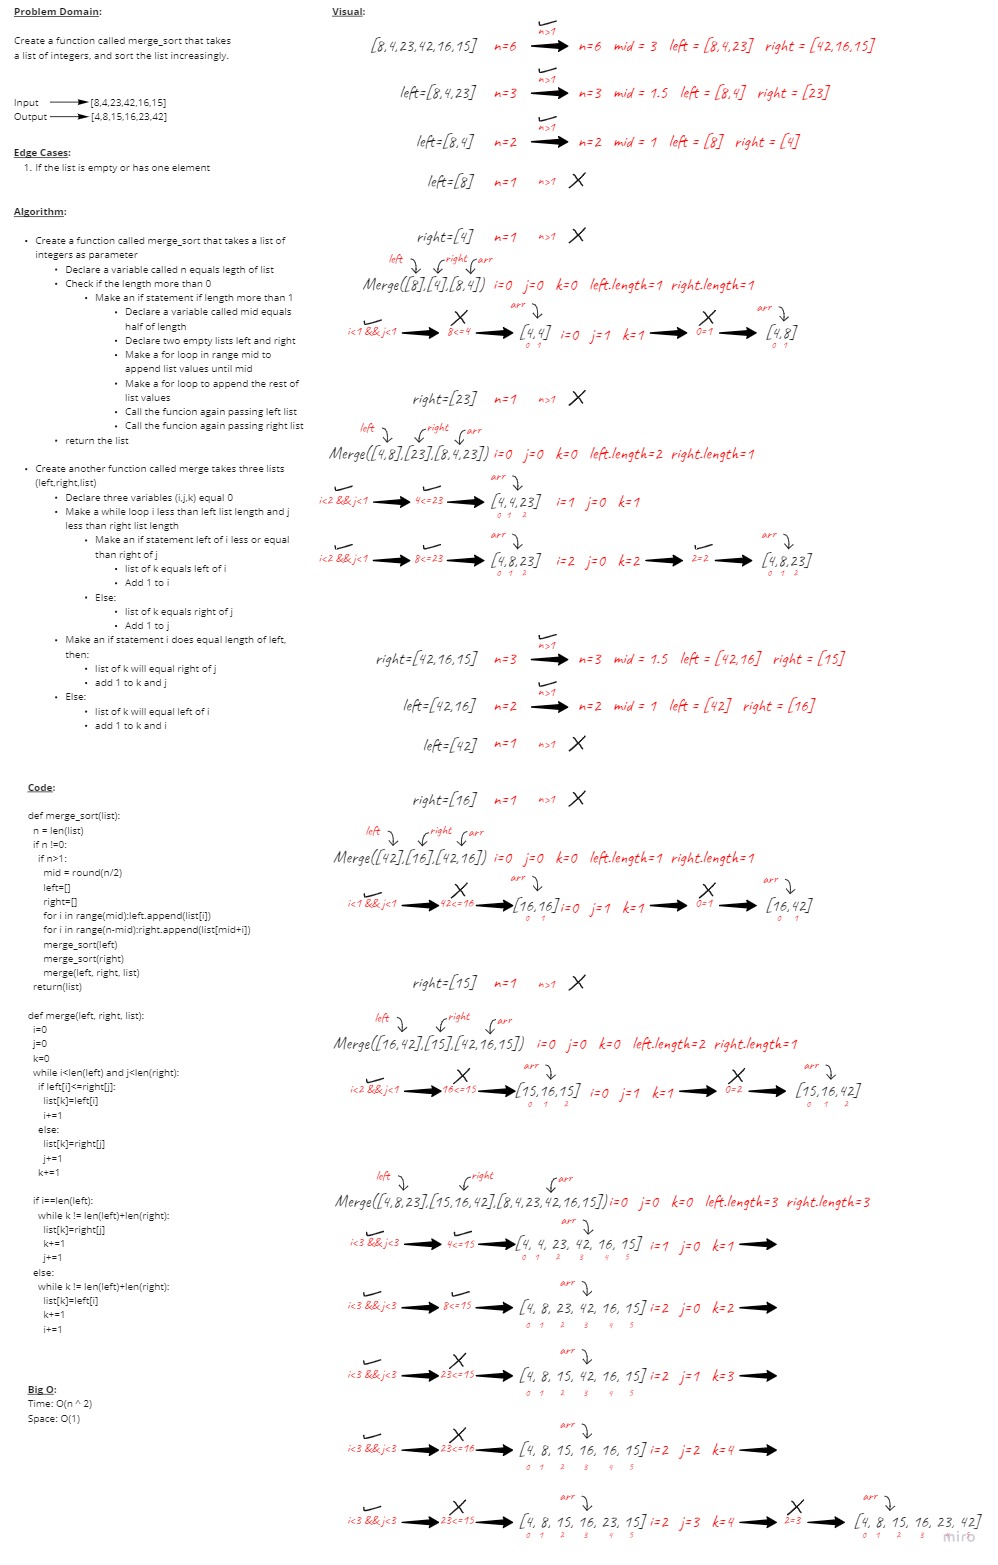 Problem Domain:
Create a function called merge_sort that takes
a list of integers, and sort the list increasingly.
Input [8,4,23,42,16,15]
Output [4,8,15,16,23,42]
Edge Cases:
1. If the list is empty or has one element
Algorithm:
• Create a function called merge_sort that takes a list of
integers as parameter
• Declare a variable called n equals legth of list
• Check if the length more than 0
• Make an if statement if length more than 1
• Declare a variable called mid equals
half of length
• Declare two empty lists left and right
• Make a for loop in range mid to
append list values until mid
• Make a for loop to append the rest of
list values
• Call the funcion again passing left list
• Call the funcion again passing right list
• return the list
• Create another function called merge takes three lists
(left,right,list)
• Declare three variables (i,j,k) equal 0
• Make a while loop i less than left list length and j
less than right list length
• Make an if statement left of i less or equal
than right of j
• list of k equals left of i
• Add 1 to i
• Else:
• list of k equals right of j
• Add 1 to j
• Make an if statement i does equal length of left,
then:
• list of k will equal right of j
• add 1 to k and j
• Else:
• list of k will equal left of i
• add 1 to k and i
Code:
def merge_sort(list):
n = len(list)
if n !=0:
if n>1:
mid = round(n/2)
left=[]
right=[]
for i in range(mid):left.append(list[i])
for i in range(n-mid):right.append(list[mid+i])
merge_sort(left)
merge_sort(right)
merge(left, right, list)
return(list)
def merge(left, right, list):
i=0
j=0
k=0
while i<len(left) and j<len(right):
if left[i]<=right[j]:
list[k]=left[i]
i+=1
else:
list[k]=right[j]
j+=1
k+=1
if i==len(left):
while k != len(left)+len(right):
list[k]=right[j]
k+=1
j+=1
else:
while k != len(left)+len(right):
list[k]=left[i]
k+=1
i+=1
Big O:
Time: O(n ^ 2)
Space: O(1)
Visual:
n>1
[8,4,23,42,16,15] n=6 n=6 mid = 3 left = [8,4,23] right = [42,16,15]
n>1
left=[8,4,23] n=3 n=3 mid = 1.5 left = [8,4] right = [23]
n>1
left=[8,4] n=2 n=2 mid = 1 left = [8] right = [4]
left=[8] n=1 n>1
right=[4] n=1 n>1
left right arr
Merge([8],[4],[8,4]) i=0 j=0 k=0 left.length=1 right.length=1
arr arr
i<1 && j<1 8<=4 [4,4] i=0 j=1 k=1 0=1 [4,8]
0 1 0 1
right=[23] n=1 n>1
left right arr
Merge([4,8],[23],[8,4,23]) i=0 j=0 k=0 left.length=2 right.length=1
arr
i<2 && j<1 4<=23 [4,4,23] i=1 j=0 k=1
0 1 2
arr arr
i<2 && j<1 8<=23 [4,8,23] i=2 j=0 k=2 2=2 [4,8,23]
0 1 2 0 1 2
n>1
right=[42,16,15] n=3 n=3 mid = 1.5 left = [42,16] right = [15]
n>1
left=[42,16] n=2 n=2 mid = 1 left = [42] right = [16]
left=[42] n=1 n>1
right=[16] n=1 n>1
left right arr
Merge([42],[16],[42,16]) i=0 j=0 k=0 left.length=1 right.length=1
arr arr
i<1 && j<1 42<=16 [16,16] i=0 j=1 k=1 0=1 [16,42]
0 1 0 1
right=[15] n=1 n>1
left right arr
Merge([16,42],[15],[42,16,15]) i=0 j=0 k=0 left.length=2 right.length=1
arr arr
i<2 && j<1 16<=15 [15,16,15] i=0 j=1 k=1 0=2 [15,16,42]
0 1 2 0 1 2
left right arr
Merge([4,8,23],[15,16,42],[8,4,23,42,16,15]) i=0 j=0 k=0 left.length=3 right.length=3
arr
i<3 && j<3 4<=15 [4, 4, 23, 42, 16, 15] i=1 j=0 k=1
0 1 2 3 4 5
arr
i<3 && j<3 8<=15 [4, 8, 23, 42, 16, 15] i=2 j=0 k=2
0 1 2 3 4 5
arr
i<3 && j<3 23<=15 [4, 8, 15, 42, 16, 15] i=2 j=1 k=3
0 1 2 3 4 5
arr
i<3 && j<3 23<=16 [4, 8, 15, 16, 16, 15] i=2 j=2 k=4
0 1 2 3 4 5
arr arr
i<3 && j<3 23<=15 [4, 8, 15, 16, 23, 15] i=2 j=3 k=4 2=3 [4, 8, 15, 16, 23, 42]
0 1 2 3 4 5 0 1 2 3 4 5
miro